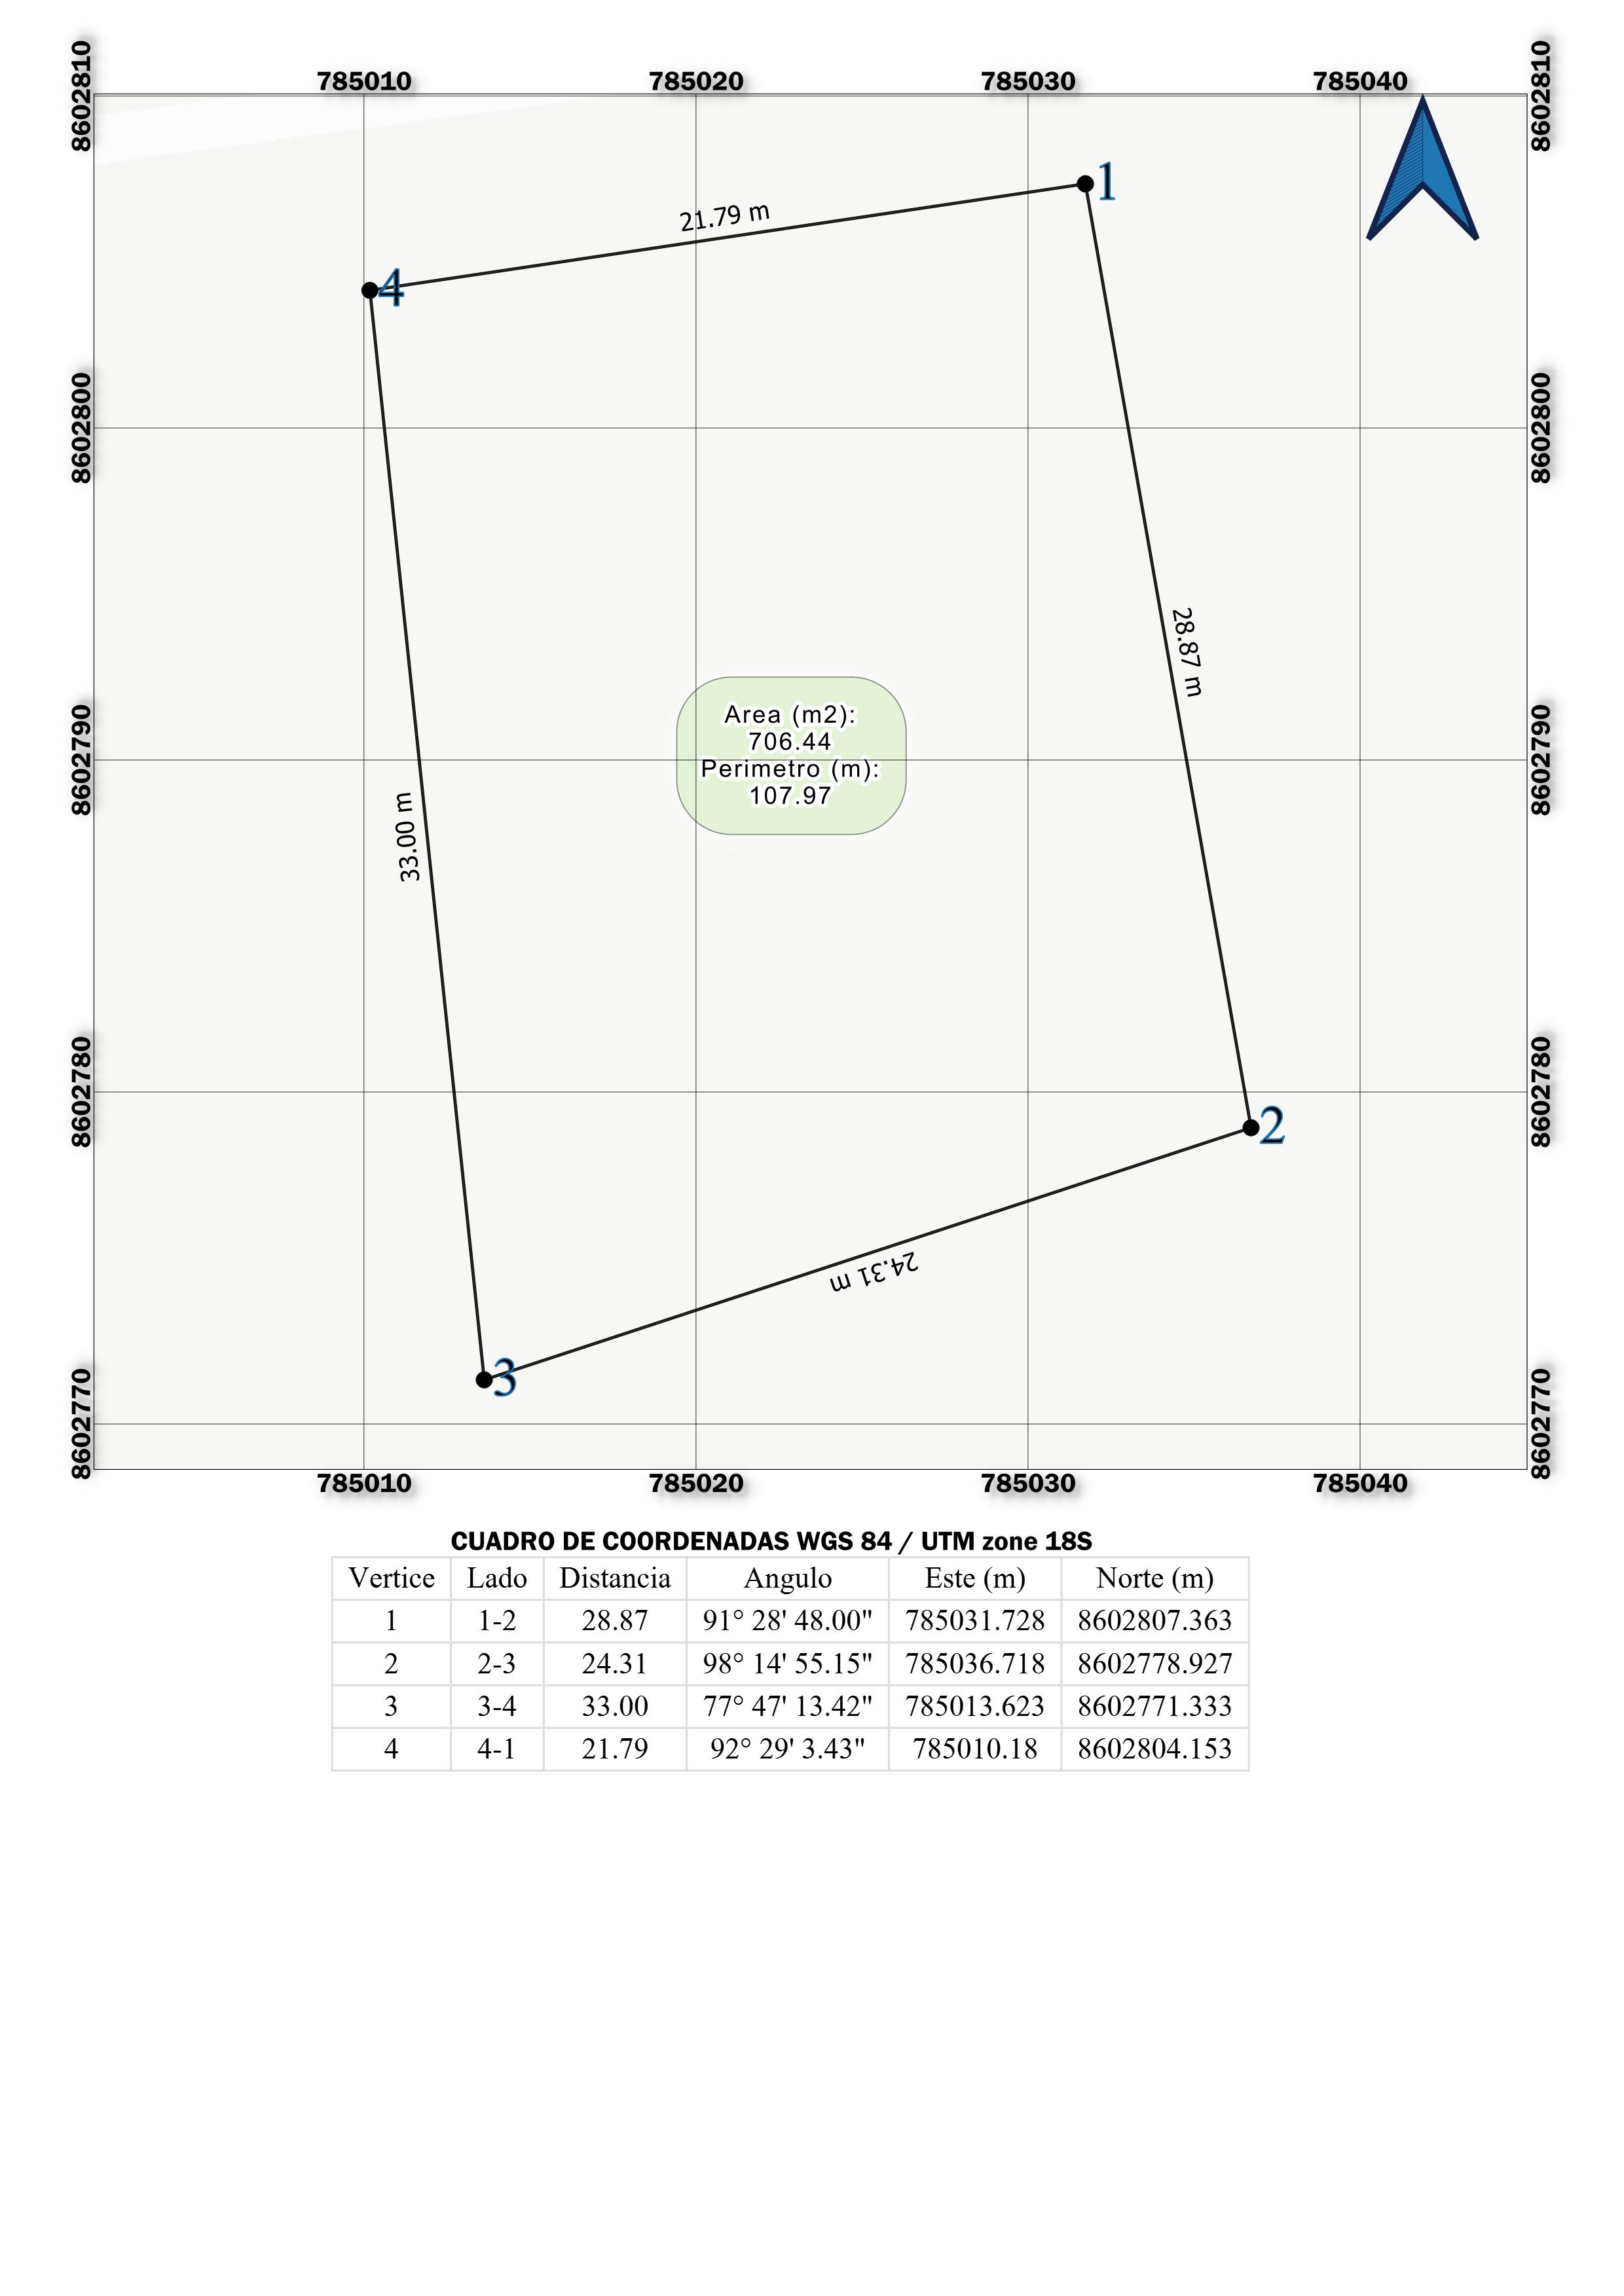 785010 785020 785030 785040
8602810 8602810
1
21.79 m
4
8602800 8602800
28.87 m
Area (m2):
706.44
Perimetro (m):
107.97
8602790 8602790
33.00 m
8602780 8602780
2
24.31 m
3
8602770 8602770
785010 785020 785030 785040
CUADRO DE COORDENADAS WGS 84 / UTM zone 18S
Vertice Lado Distancia Angulo Este (m) Norte (m)
1 1-2 28.87 91° 28' 48.00" 785031.728 8602807.363
2 2-3 24.31 98° 14' 55.15" 785036.718 8602778.927
3 3-4 33.00 77° 47' 13.42" 785013.623 8602771.333
4 4-1 21.79 92° 29' 3.43" 785010.18 8602804.153